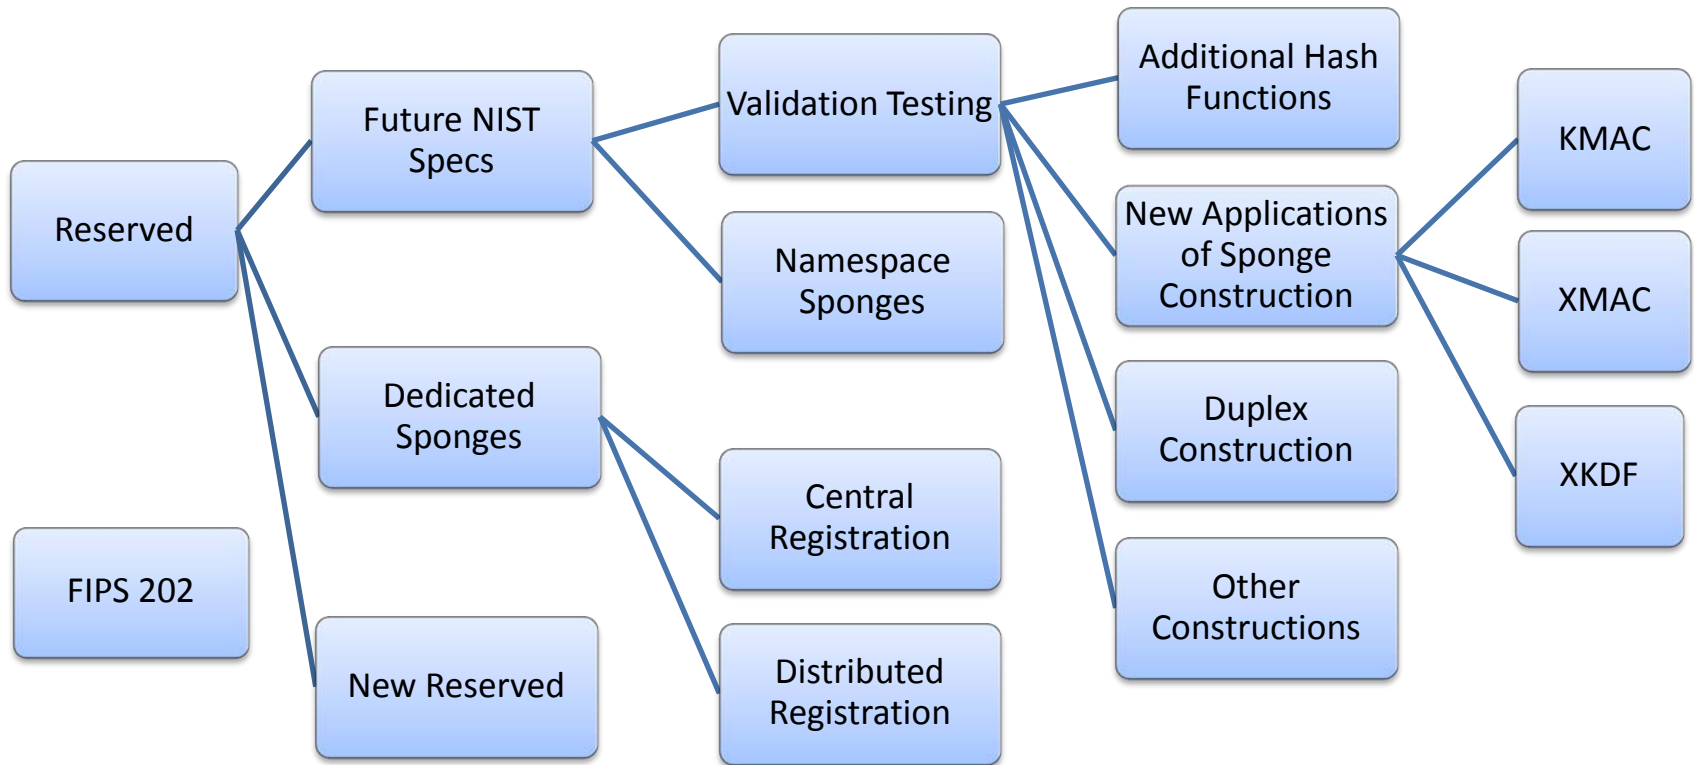 Reserved
FIPS 202
Future NIST
Specs
Dedicated
Sponges
New Reserved
Validation Testing
Namespace
Sponges
Central
Registration
Distributed
Registration
Additional Hash
Functions
New Applications
of Sponge
Construction
Duplex
Construction
Other
Constructions
KMAC
XMAC
XKDF